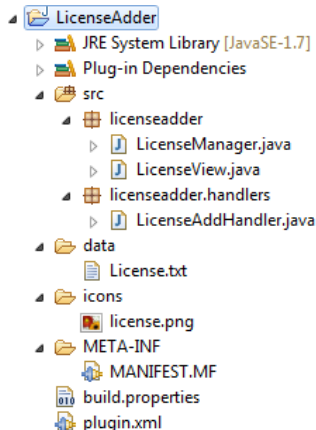 LicenseAdder
JRE System Library [JavaSE-1.7]
Plug-in Dependencies
src
licenseadder
LicenseManager.java
LicenseView.java
licenseadder.handlers
LicenseAddHandler.java
data
License.txt
icons
license.png
META-INF
MANIFEST.MF
build.properties
plugin.xml